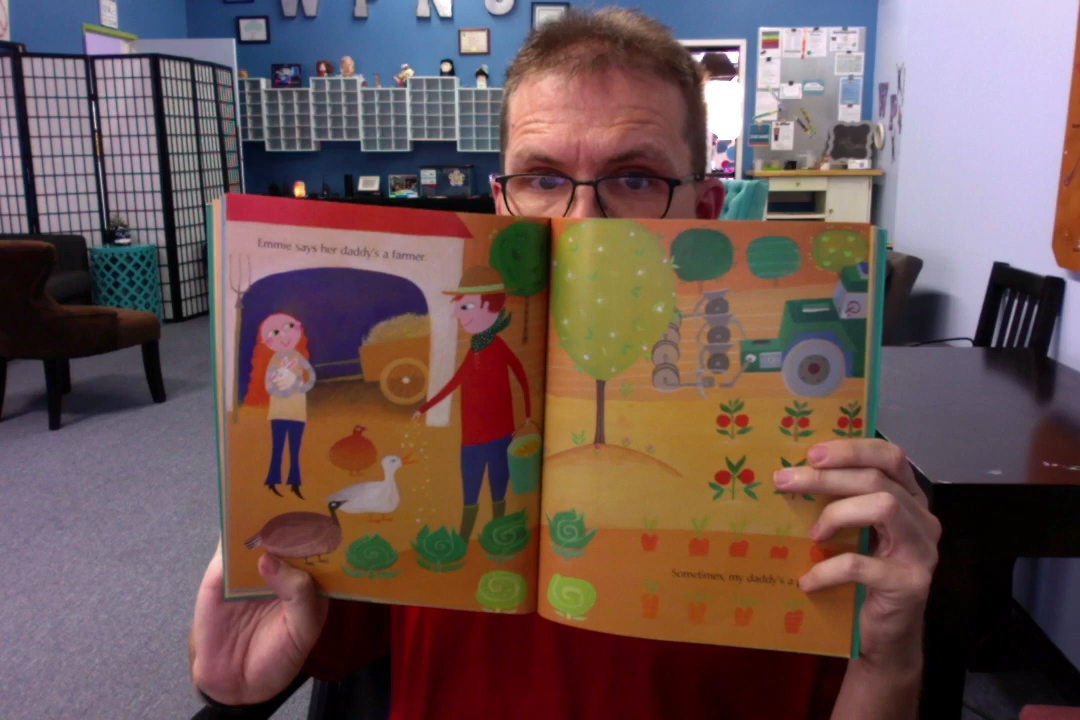 W P N S
Emmie says her daddy's a farmer.
Sometimes, my daddy's a